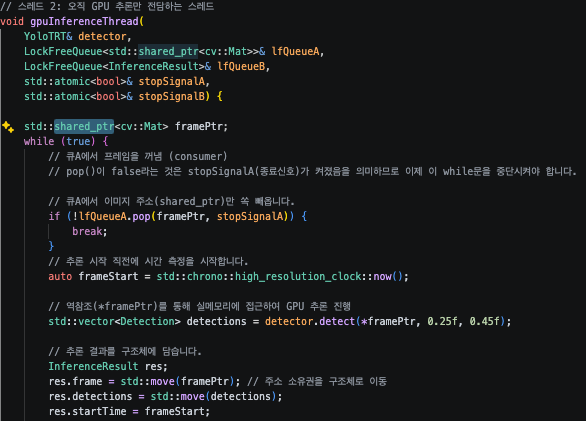 // 스레드 2: 오직 GPU 추론만 전담하는 스레드
void gpuInferenceThread(
    YoloTRT& detector,
    LockFreeQueue<std::shared_ptr<cv::Mat>>& lfQueueA,
    LockFreeQueue<InferenceResult>& lfQueueB,
    std::atomic<bool>& stopSignalA,
    std::atomic<bool>& stopSignalB) {
    std::shared_ptr<cv::Mat> framePtr;
    while (true) {
        // 큐A에서 프레임을 꺼냄 (consumer)
        // pop()이 false라는 것은 stopSignalA(종료신호)가 켜졌음을 의미하므로 이제 이 while문을 중단시켜야 합니다.
        // 큐A에서 이미지 주소(shared_ptr)만 쏙 빼옵니다.
        if (!lfQueueA.pop(framePtr, stopSignalA)) {
            break;
        }
        // 추론 시작 직전에 시간 측정을 시작합니다.
        auto frameStart = std::chrono::high_resolution_clock::now();
        // 역참조(*framePtr)를 통해 실메모리에 접근하여 GPU 추론 진행
        std::vector<Detection> detections = detector.detect(*framePtr, 0.25f, 0.45f);
        // 추론 결과를 구조체에 담습니다.
        InferenceResult res;
        res.frame = std::move(framePtr); // 주소 소유권을 구조체로 이동
        res.detections = std::move(detections);
        res.startTime = frameStart;